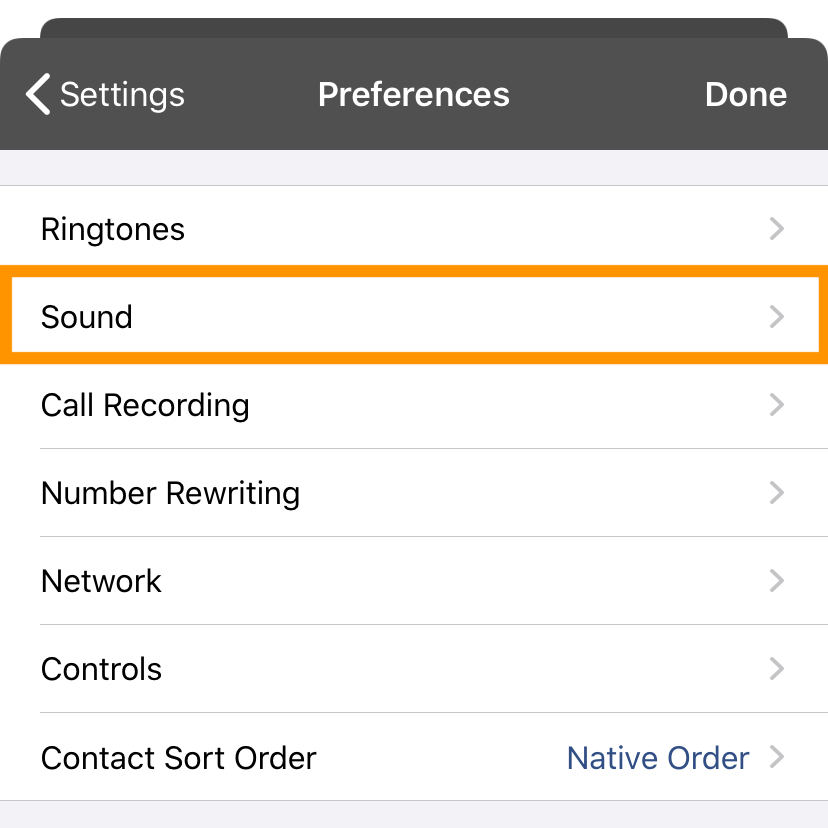 Settings Preferences Done
Ringtones
Sound
Call Recording
Number Rewriting
Network
Controls
Contact Sort Order Native Order